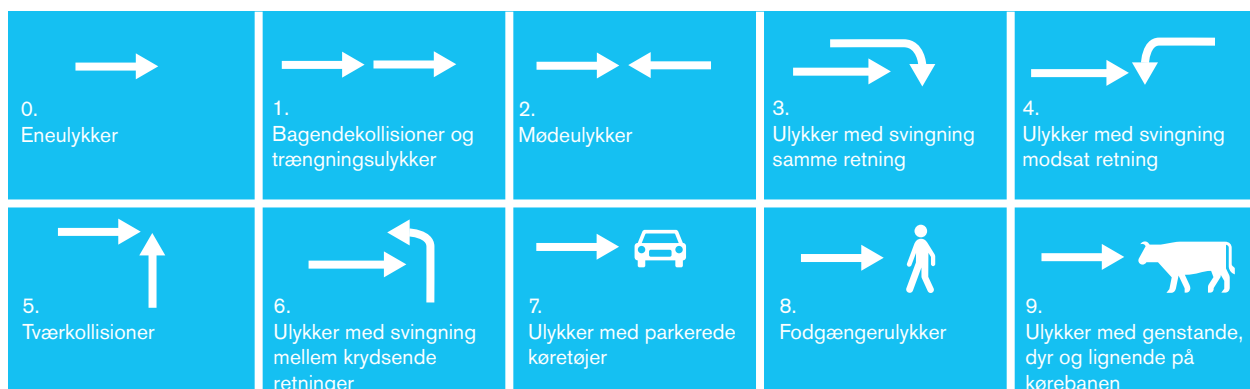 0.
Eneulykker
1.
Bagendekollisioner og
trængningsulykker
2.
Mødeulykker
3.
Ulykker med svingning
samme retning
4.
Ulykker med svingning
modsat retning
5.
Tværkollisioner
6.
Ulykker med svingning
mellem krydsende
retninger
7.
Ulykker med parkerede
køretøjer
8.
Fodgængerulykker
9.
Ulykker med genstande,
dyr og lignende på
kørebanen